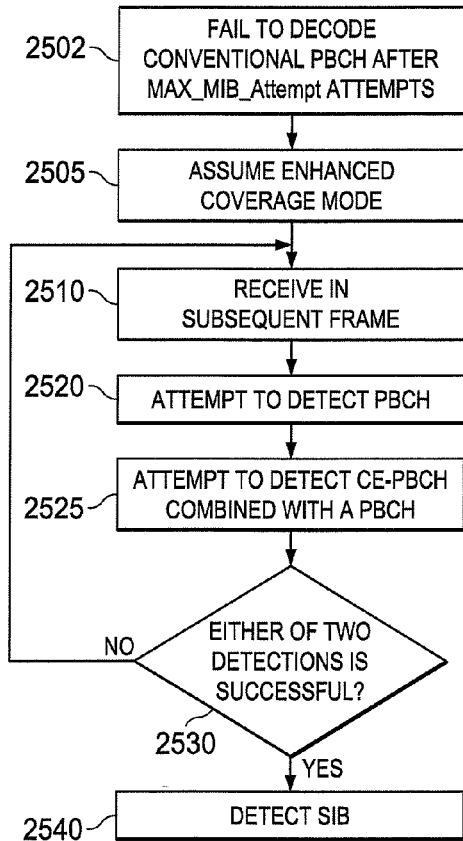 2502
FAIL TO DECODE
CONVENTIONAL PBCH AFTER
MAX_MIB_Attempt ATTEMPTS
2505
ASSUME ENHANCED
COVERAGE MODE
2510
RECEIVE IN
SUBSEQUENT FRAME
2520
ATTEMPT TO DETECT PBCH
2525
ATTEMPT TO DETECT CE-PBCH
COMBINED WITH A PBCH
NO
EITHER OF TWO
DETECTIONS IS
SUCCESSFUL?
2530
YES
DETECT SIB
2540